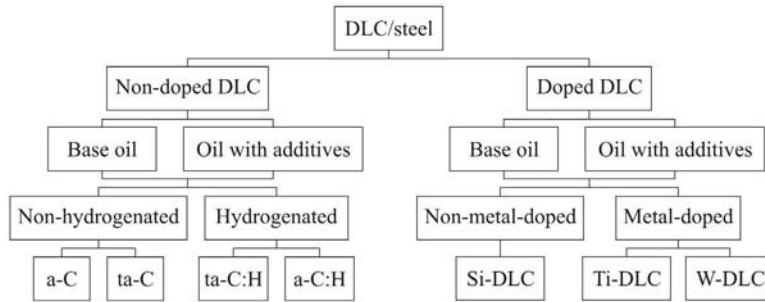 DLC/steel
Non-doped DLC
Doped DLC
Base oil
Oil with additives
Base oil
Oil with additives
Non-hydrogenated
Hydrogenated
Non-metal-doped
Metal-doped
a-C
ta-C
ta-C:H
a-C:H
Si-DLC
Ti-DLC
W-DLC